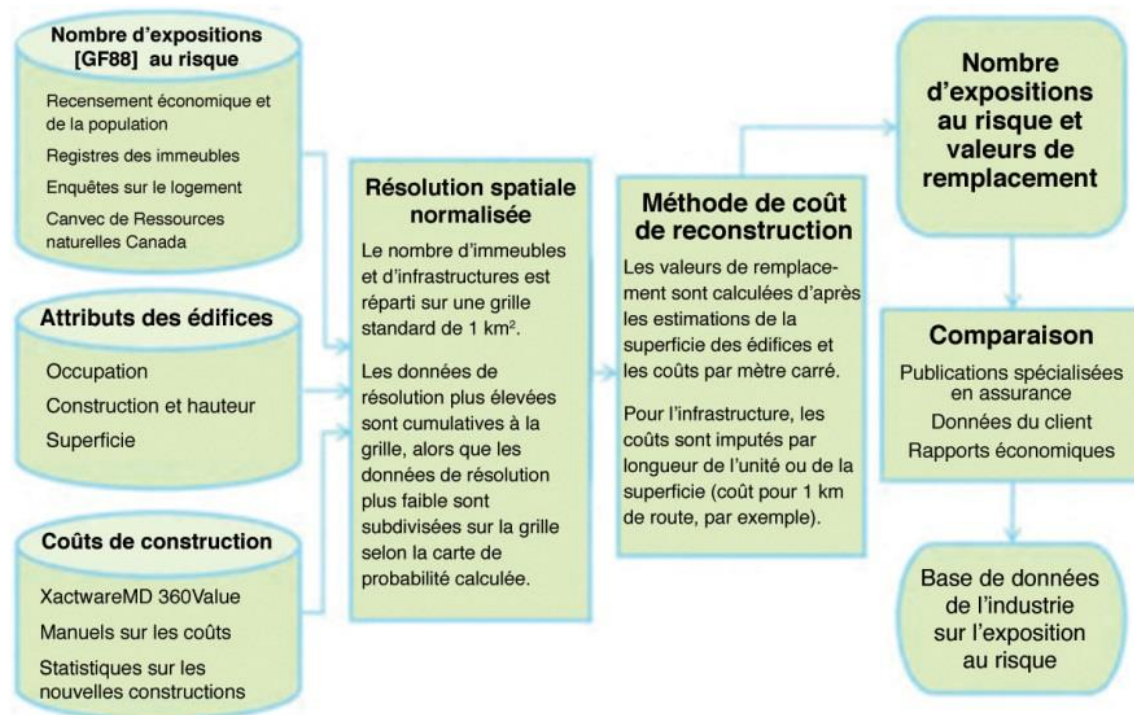 Nombre d'expositions
[GF88] au risque
Recensement économique et
de la population
Registres des immeubles
Enquêtes sur le logement
Canvec de Ressources
naturelles Canada
Attributs des édifices
Occupation
Construction et hauteur
Superficie
Coûts de construction
XactwareMD 360Value
Manuels sur les coûts
Statistiques sur les
nouvelles constructions
Résolution spatiale
normalisée
Le nombre d'immeubles
et d'infrastructures est
réparti sur une grille
standard de 1 km².
Les données de
résolution plus élevées
sont cumulatives à la
grille, alors que les
données de résolution
plus faible sont
subdivisées sur la grille
selon la carte de
probabilité calculée.
Méthode de coût
de reconstruction
Les valeurs de remplace-
ment sont calculées d'après
les estimations de la
superficie des édifices et
les coûts par mètre carré.
Pour l'infrastructure, les
coûts sont imputés par
longueur de l'unité ou de la
superficie (coût pour 1 km
de route, par exemple).
Nombre
d'expositions
au risque et
valeurs de
remplacement
Comparaison
Publications spécialisées
en assurance
Données du client
Rapports économiques
Base de données
de l'industrie
sur l'exposition
au risque